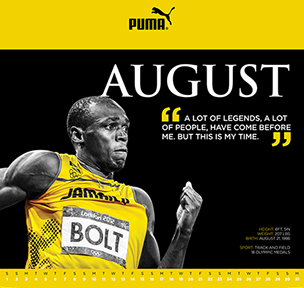 PUMA
AUGUST
“ A LOT OF LEGENDS, A LOT
OF PEOPLE, HAVE COME BEFORE
ME. BUT THIS IS MY TIME. ”
JAMAICA
London 2012
BOLT
HEIGHT: 6FT, 5IN
WEIGHT: 207 LBS
BIRTH: AUGUST 21, 1986
SPORT: TRACK AND FIELD